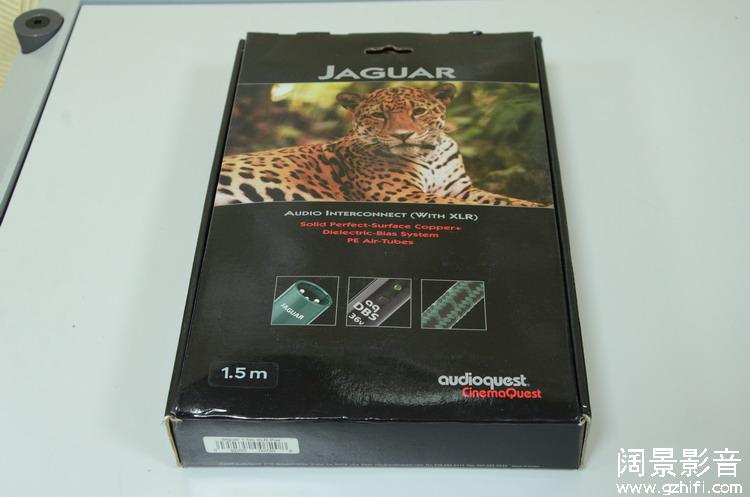 JAGUAR
AUDIO INTERCONNECT (WITH XLR)
Solid Perfect-Surface Copper+
Dielectric-Bias System
PE Air-Tubes
JAGUAR
aq
DBS
36v
1.5 m
audioquest®
CinemaQuest
阔景影音
www.gzhifi.com